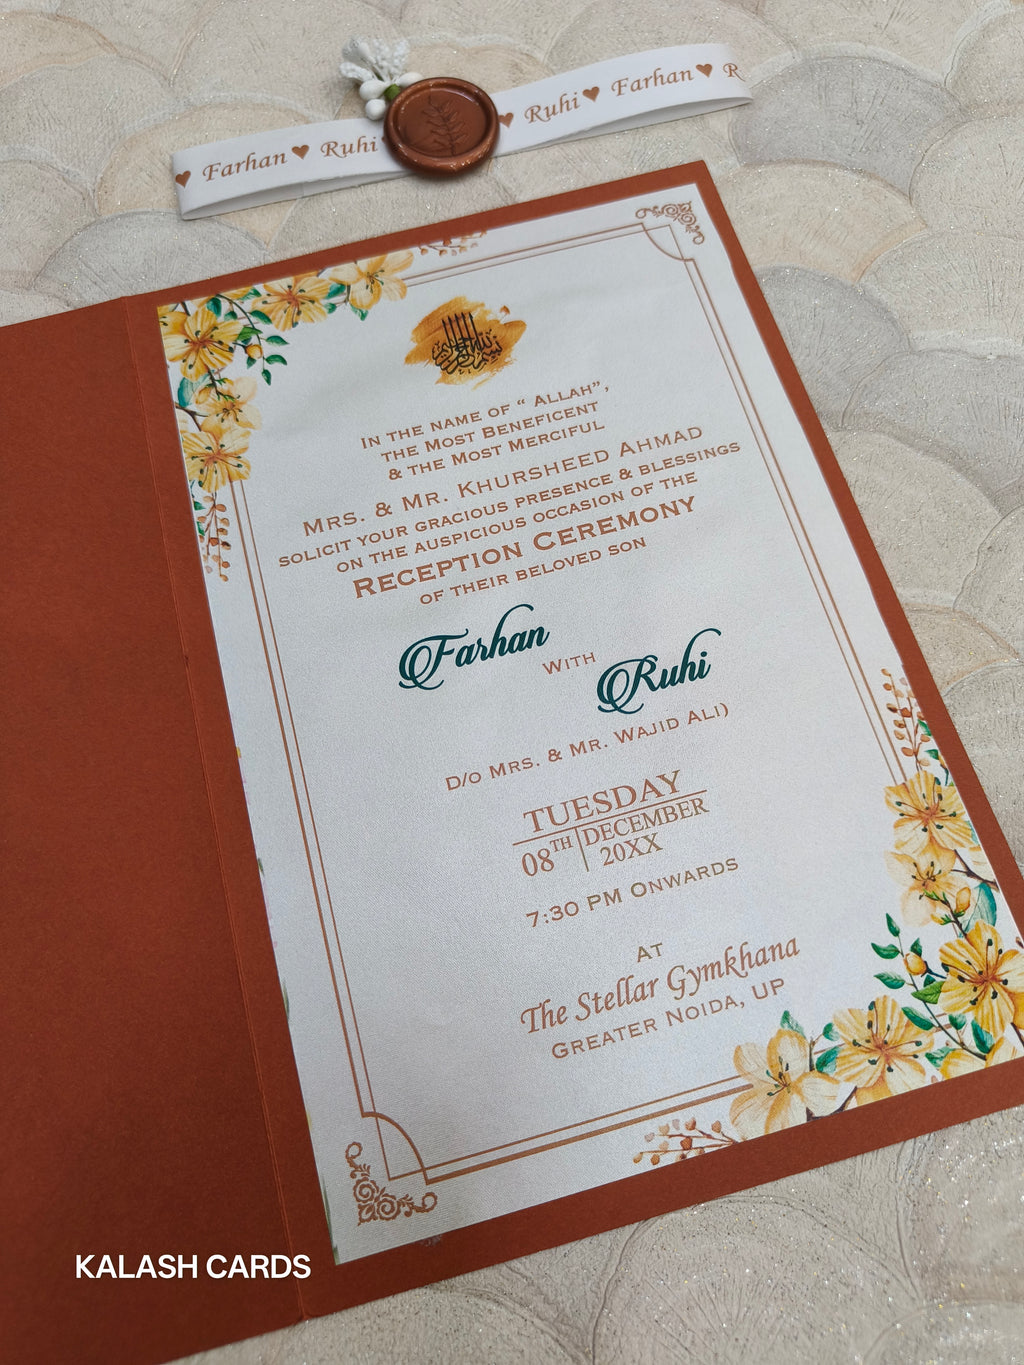 ♥ Farhan ♥ Ruhi ♥ Ruhi ♥ Farhan ♥ R
IN THE NAME OF “ ALLAH”,
THE MOST BENEFICENT
& THE MOST MERCIFUL
MRS. & MR. KHURSHEED AHMAD
SOLICIT YOUR GRACIOUS PRESENCE & BLESSINGS
ON THE AUSPICIOUS OCCASION OF THE
RECEPTION CEREMONY
OF THEIR BELOVED SON
Farhan
WITH
Ruhi
D/O MRS. & MR. WAJID ALI)
TUESDAY
08TH DECEMBER
20XX
7:30 PM ONWARDS
AT
The Stellar Gymkhana
GREATER NOIDA, UP
KALASH CARDS